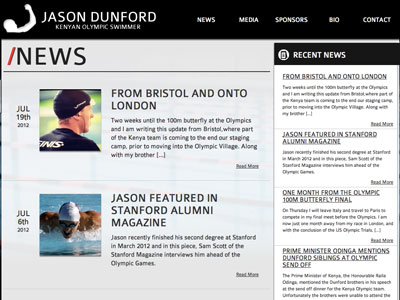 JASON DUNFORD
KENYAN OLYMPIC SWIMMER
NEWS
MEDIA
SPONSORS
BIO
CONTACT
/NEWS
JUL
19th
2012
FROM BRISTOL AND ONTO
LONDON
Two weeks until the 100m butterfly at the Olympics
and I am writing this update from Bristol,where part
of the Kenya team is coming to the end our staging
camp, prior to moving into the Olympic Village. Along
with my brother [...]
Read More
JUL
6th
2012
JASON FEATURED IN
STANFORD ALUMNI
MAGAZINE
Jason recently finished his second degree at Stanford
in March 2012 and in this piece, Sam Scott of the
Stanford Magazine interviews him ahead of the
Olympic Games.
Read More
RECENT NEWS
FROM BRISTOL AND ONTO LONDON
Two weeks until the 100m butterfly at the Olympics and I
am writing this update from Bristol,where part of the
Kenya team is coming to the end our staging camp, prior
to moving into the Olympic Village. Along with my
brother [...]
Read More
JASON FEATURED IN STANFORD
ALUMNI MAGAZINE
Jason recently finished his second degree at Stanford in
March 2012 and in this piece, Sam Scott of the Stanford
Magazine interviews him ahead of the Olympic Games.
Read More
ONE MONTH FROM THE OLYMPIC
100M BUTTERFLY FINAL
On Thursday I will leave Italy and travel to Paris to
compete in my final meet before the Olympics. I am
now just one month away from my race in London, and
with the conclusion of the US Olympic Trials, [...]
Read More
PRIME MINISTER ODINGA MENTIONS
DUNFORD SIBLINGS AT OLYMPIC
SEND OFF
The Prime Minister of Kenya, the Honourable Raila
Odinga, mentioned the Dunford Brothers in his speech
at the send off dinner for the Kenya Olympic team.
Unfortunately the brothers were unable to attend this